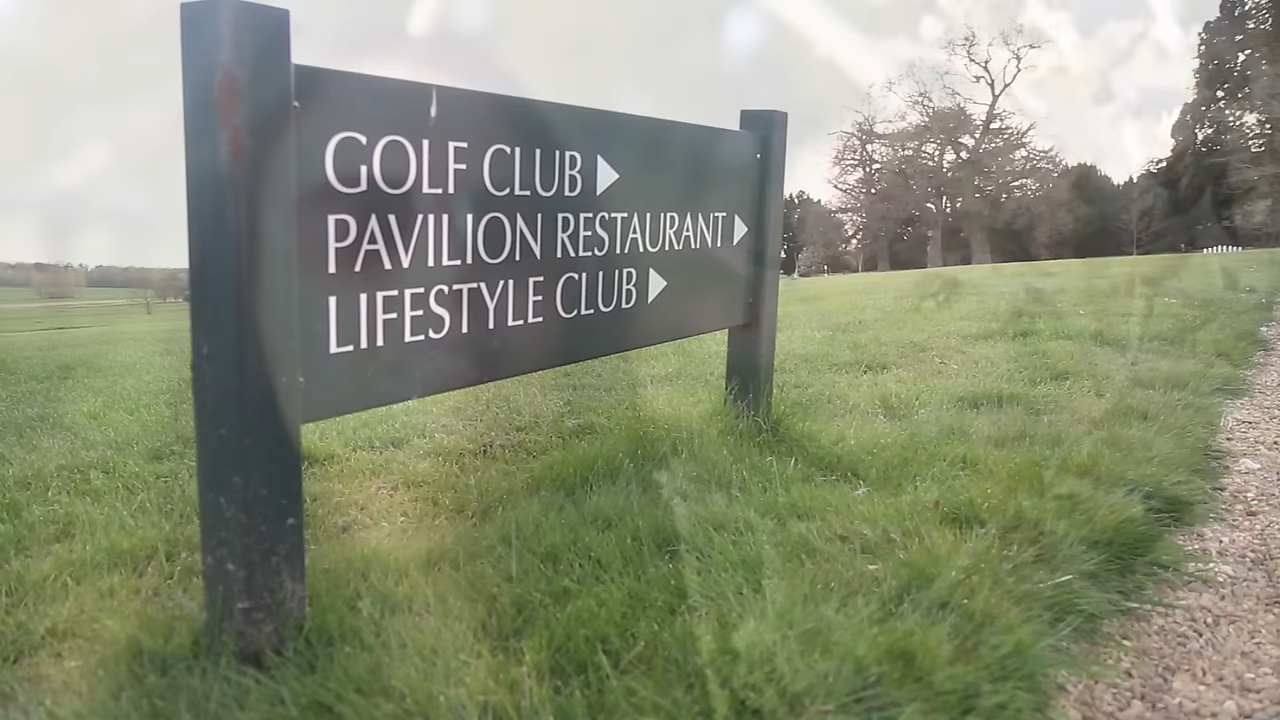 GOLF CLUB ▶
PAVILION RESTAURANT ▶
LIFESTYLE CLUB ▶